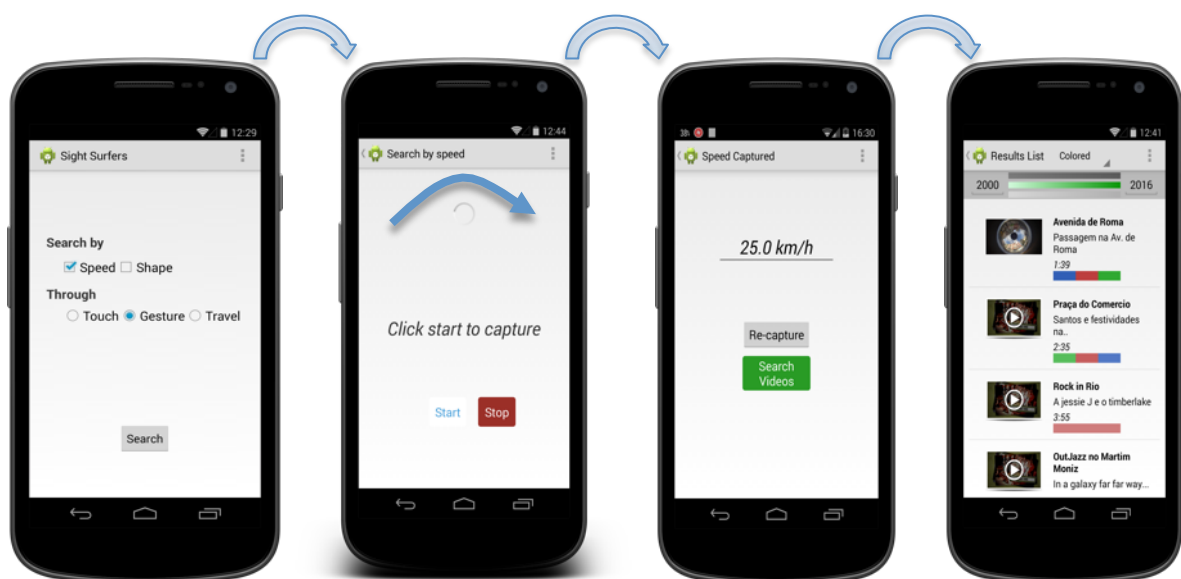 12:29
Sight Surfers
Search by
Speed Shape
Through
Touch Gesture Travel
Search
12:44
Search by speed
Click start to capture
Start Stop
16:30
Speed Captured
25.0 km/h
Re-capture
Search
Videos
12:41
Results List Colored
2000 2016
Avenida de Roma
Passagem na Av. de
Roma
1:39
Praça do Comercio
Santos e festividades
na..
2:35
Rock in Rio
A jessie J e o timberlake
3:55
OutJazz no Martim
Moniz
In a galaxy far far way...